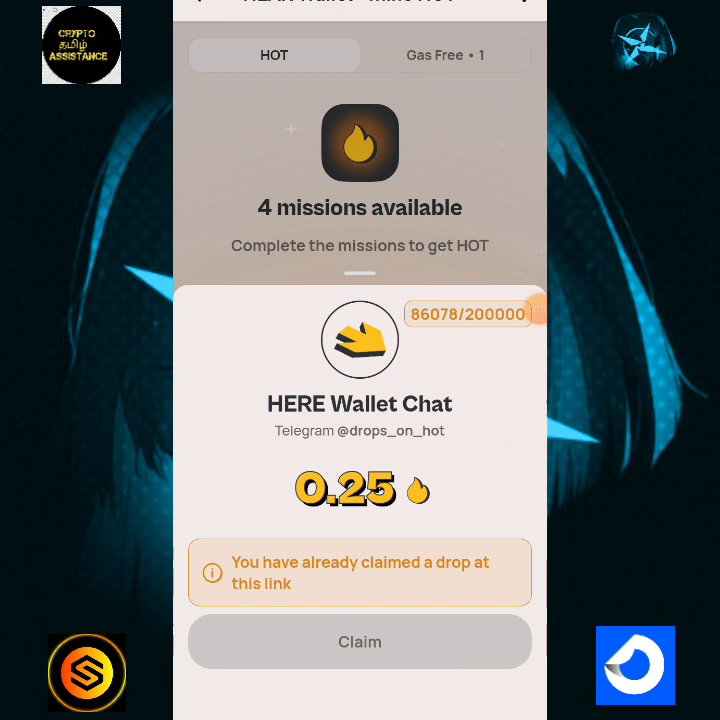 CRYPTO
தமிழ்
ASSISTANCE
HOT
Gas Free • 1
4 missions available
Complete the missions to get HOT
86078/200000
HERE Wallet Chat
Telegram @drops_on_hot
0.25
You have already claimed a drop at
this link
Claim